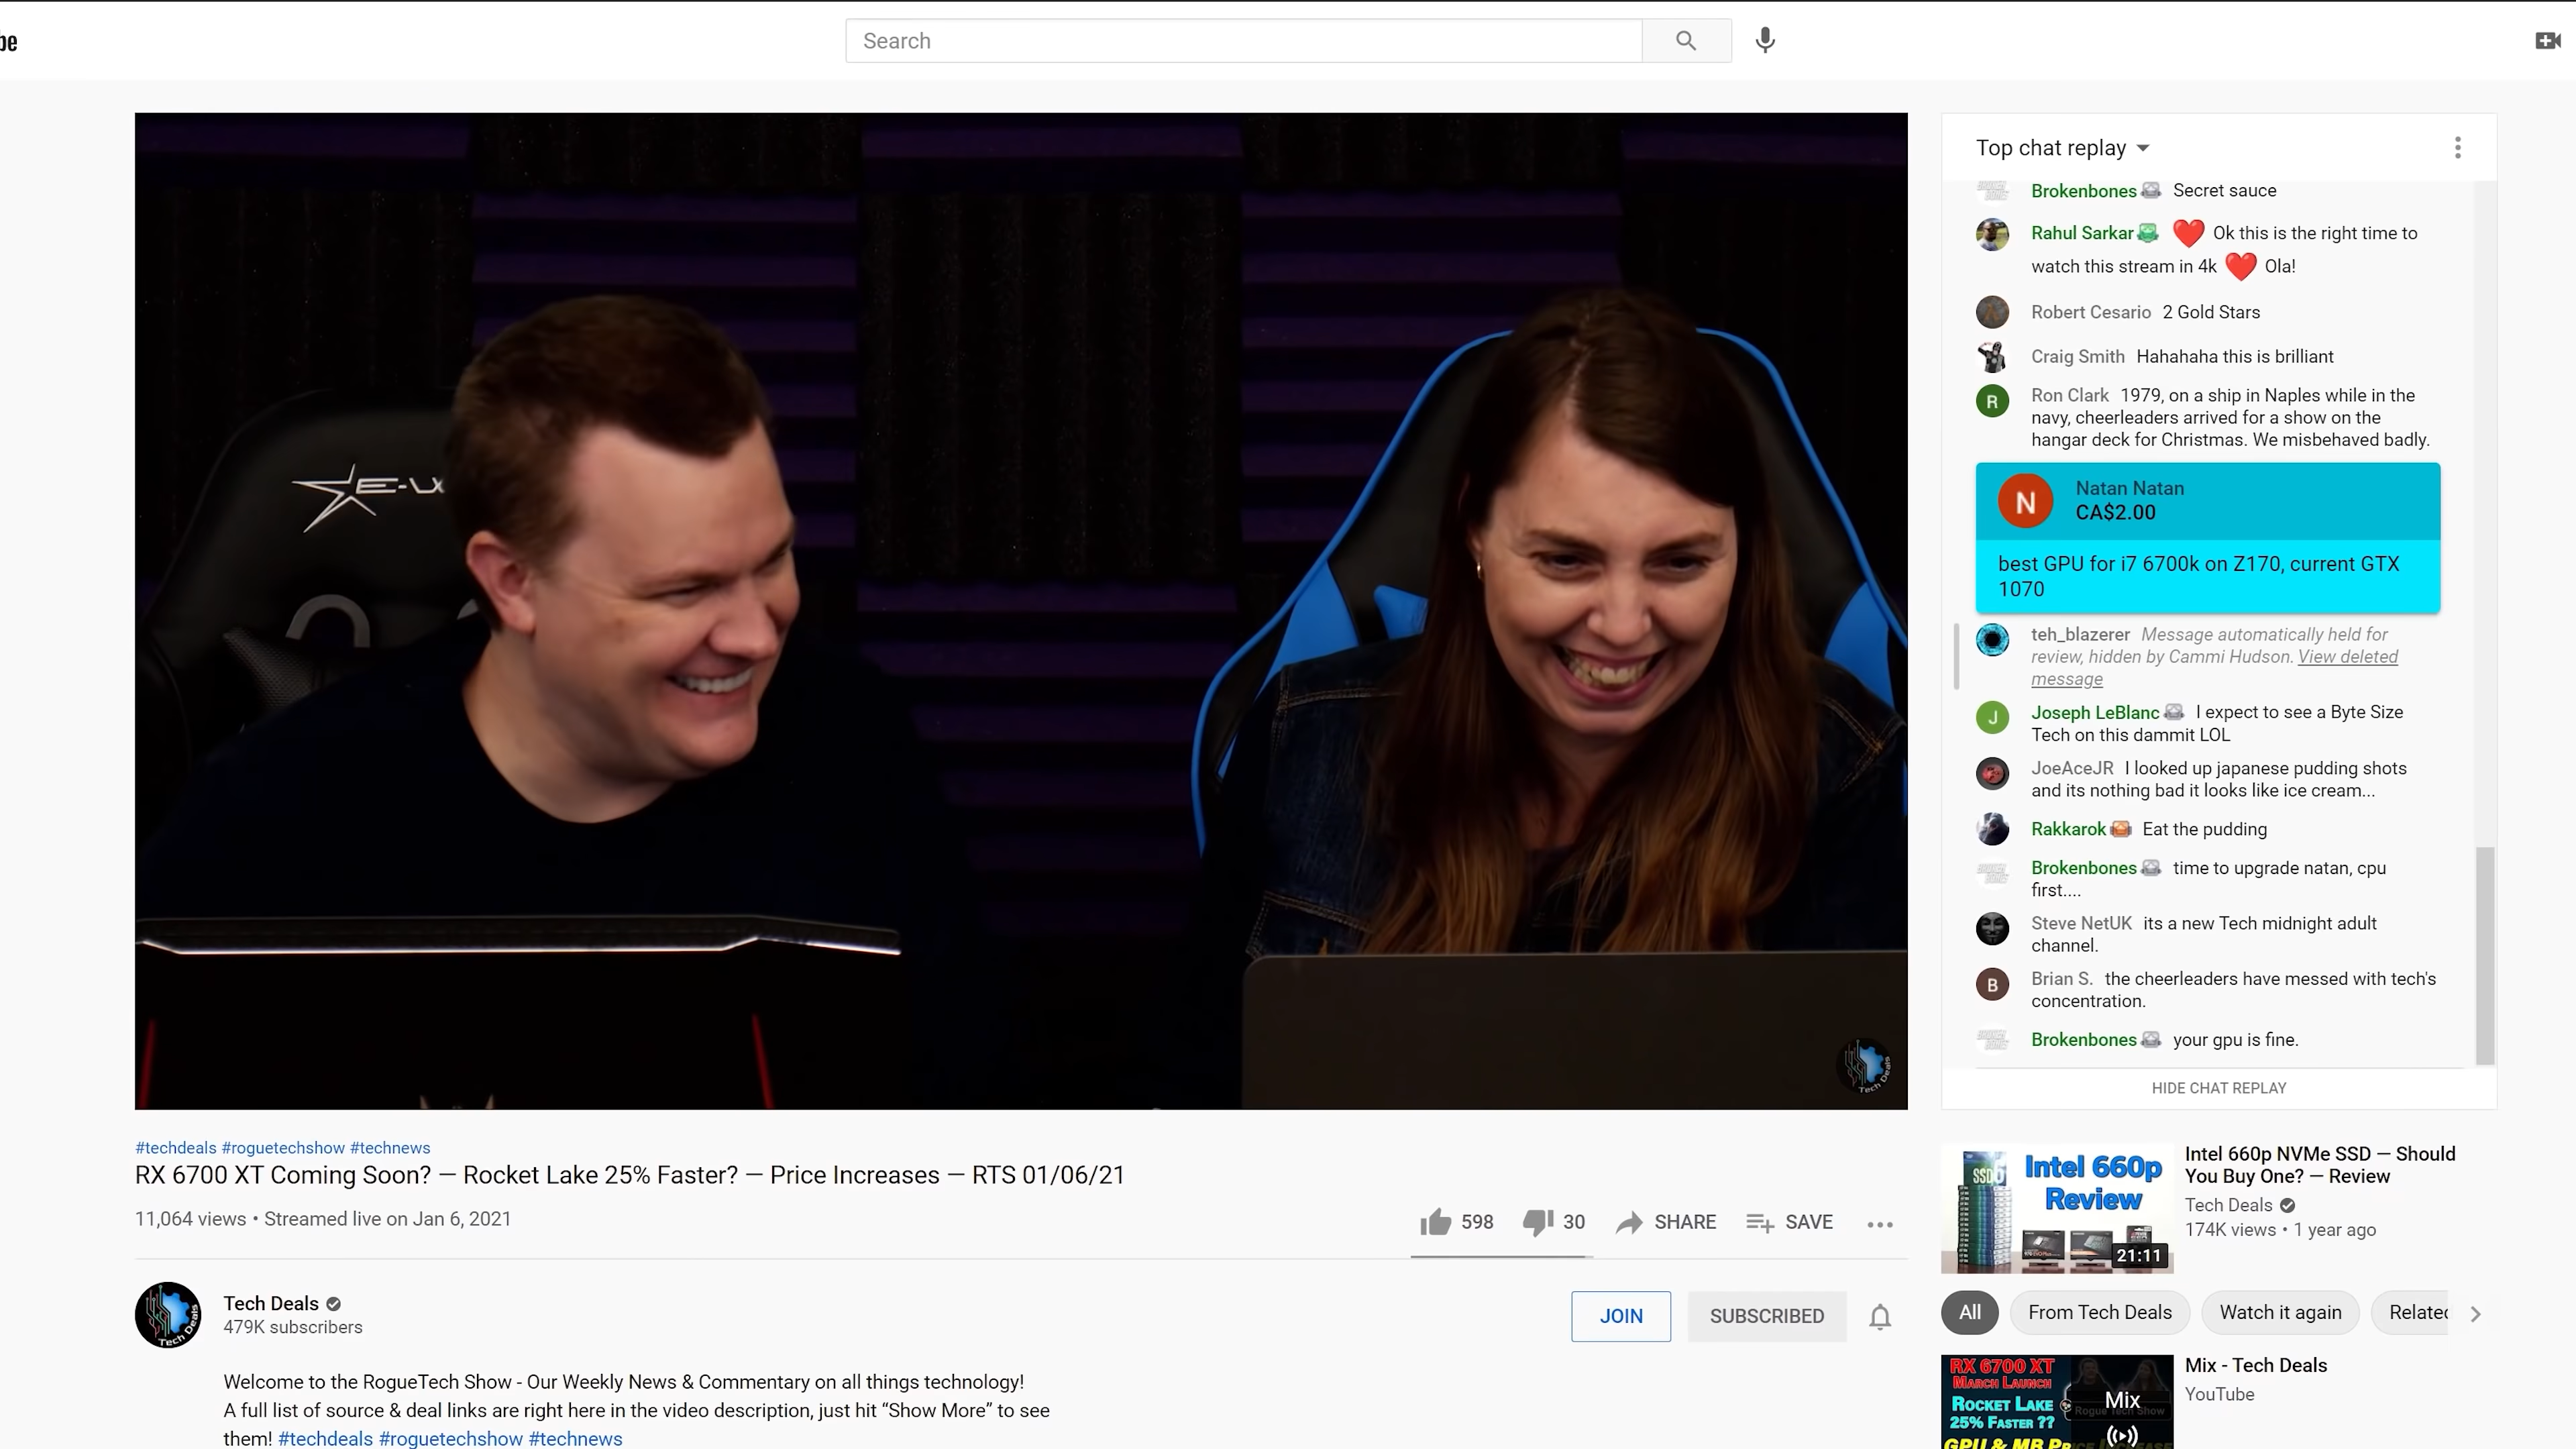 be
Search
Top chat replay
Brokenbones Secret sauce
Rahul Sarkar ❤️ Ok this is the right time to
watch this stream in 4k ❤️ Ola!
Robert Cesario 2 Gold Stars
Craig Smith Hahahaha this is brilliant
R
Ron Clark 1979, on a ship in Naples while in the
navy, cheerleaders arrived for a show on the
hangar deck for Christmas. We misbehaved badly.
N
Natan Natan
CA$2.00
best GPU for i7 6700k on Z170, current GTX
1070
teh_blazerer Message automatically held for
review, hidden by Cammi Hudson. View deleted
message
J
Joseph LeBlanc I expect to see a Byte Size
Tech on this dammit LOL
JoeAceJR I looked up japanese pudding shots
and its nothing bad it looks like ice cream...
Rakkarok Eat the pudding
Brokenbones time to upgrade natan, cpu
first....
Steve NetUK its a new Tech midnight adult
channel.
B
Brian S. the cheerleaders have messed with tech's
concentration.
Brokenbones your gpu is fine.
HIDE CHAT REPLAY
E-W
Tech Deals
#techdeals #roguetechshow #technews
RX 6700 XT Coming Soon? — Rocket Lake 25% Faster? — Price Increases — RTS 01/06/21
11,064 views • Streamed live on Jan 6, 2021
598
30
SHARE
SAVE
Tech Deals
Tech Deals
479K subscribers
JOIN
SUBSCRIBED
Welcome to the RogueTech Show - Our Weekly News & Commentary on all things technology!
A full list of source & deal links are right here in the video description, just hit “Show More” to see
them! #techdeals #roguetechshow #technews
SSD6
Intel 660p
Review
21:11
Intel 660p NVMe SSD — Should
You Buy One? — Review
Tech Deals
174K views • 1 year ago
All
From Tech Deals
Watch it again
Related
RX 6700 XT
MARCH LAUNCH
ROCKET LAKE
25% FASTER ??
Rogue Tech Show
Mix
Mix - Tech Deals
YouTube